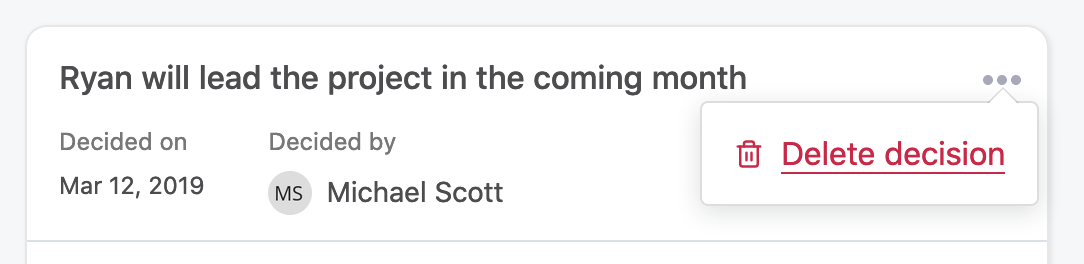 Ryan will lead the project in the coming month
Decided on
Decided by
Delete decision
Mar 12, 2019
MS
Michael Scott